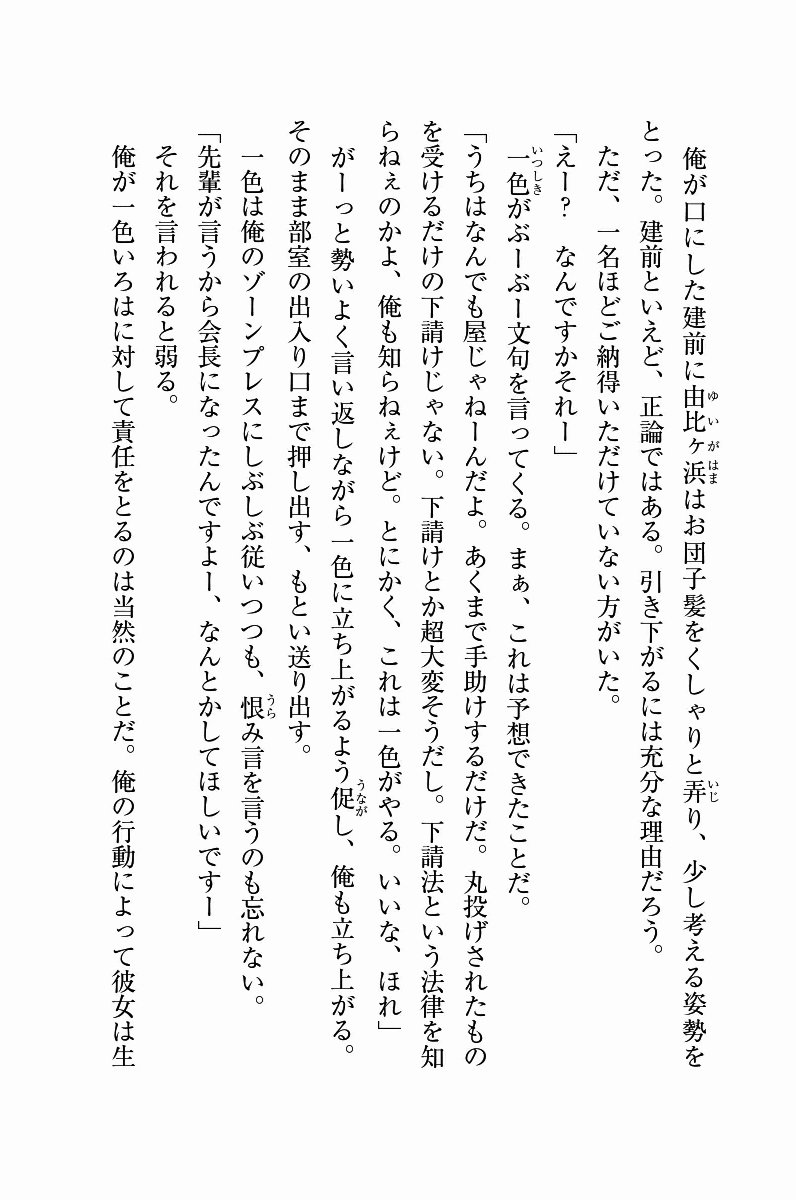 俺が口にした建前に由比ヶ浜はお団子髪をくしゃりと弄り、少し考える姿勢を
とった。建前といえど、正論ではある。引き下がるには充分な理由だろう。
ただ、一名ほどご納得いただけていない方がいた。
「えー？　なんですかそれー」
一色がぶーぶー文句を言ってくる。まぁ、これは予想できたことだ。
「うちはなんでも屋じゃねーんだよ。あくまで手助けするだけだ。丸投げされたもの
を受けるだけの下請けじゃない。下請けとか超大変そうだし。下請法という法律を知
らねぇのかよ、俺も知らねぇけど。とにかく、これは一色がやる。いいな、ほれ」
がーっと勢いよく言い返しながら一色に立ち上がるよう促し、俺も立ち上がる。
そのまま部室の出入り口まで押し出す、もとい送り出す。
一色は俺のゾーンプレスにしぶしぶ従いつつも、恨み言を言うのも忘れない。
「先輩が言うから会長になったんですよー、なんとかしてほしいですー」
それを言われると弱る。
俺が一色いろはに対して責任をとるのは当然のことだ。俺の行動によって彼女は生